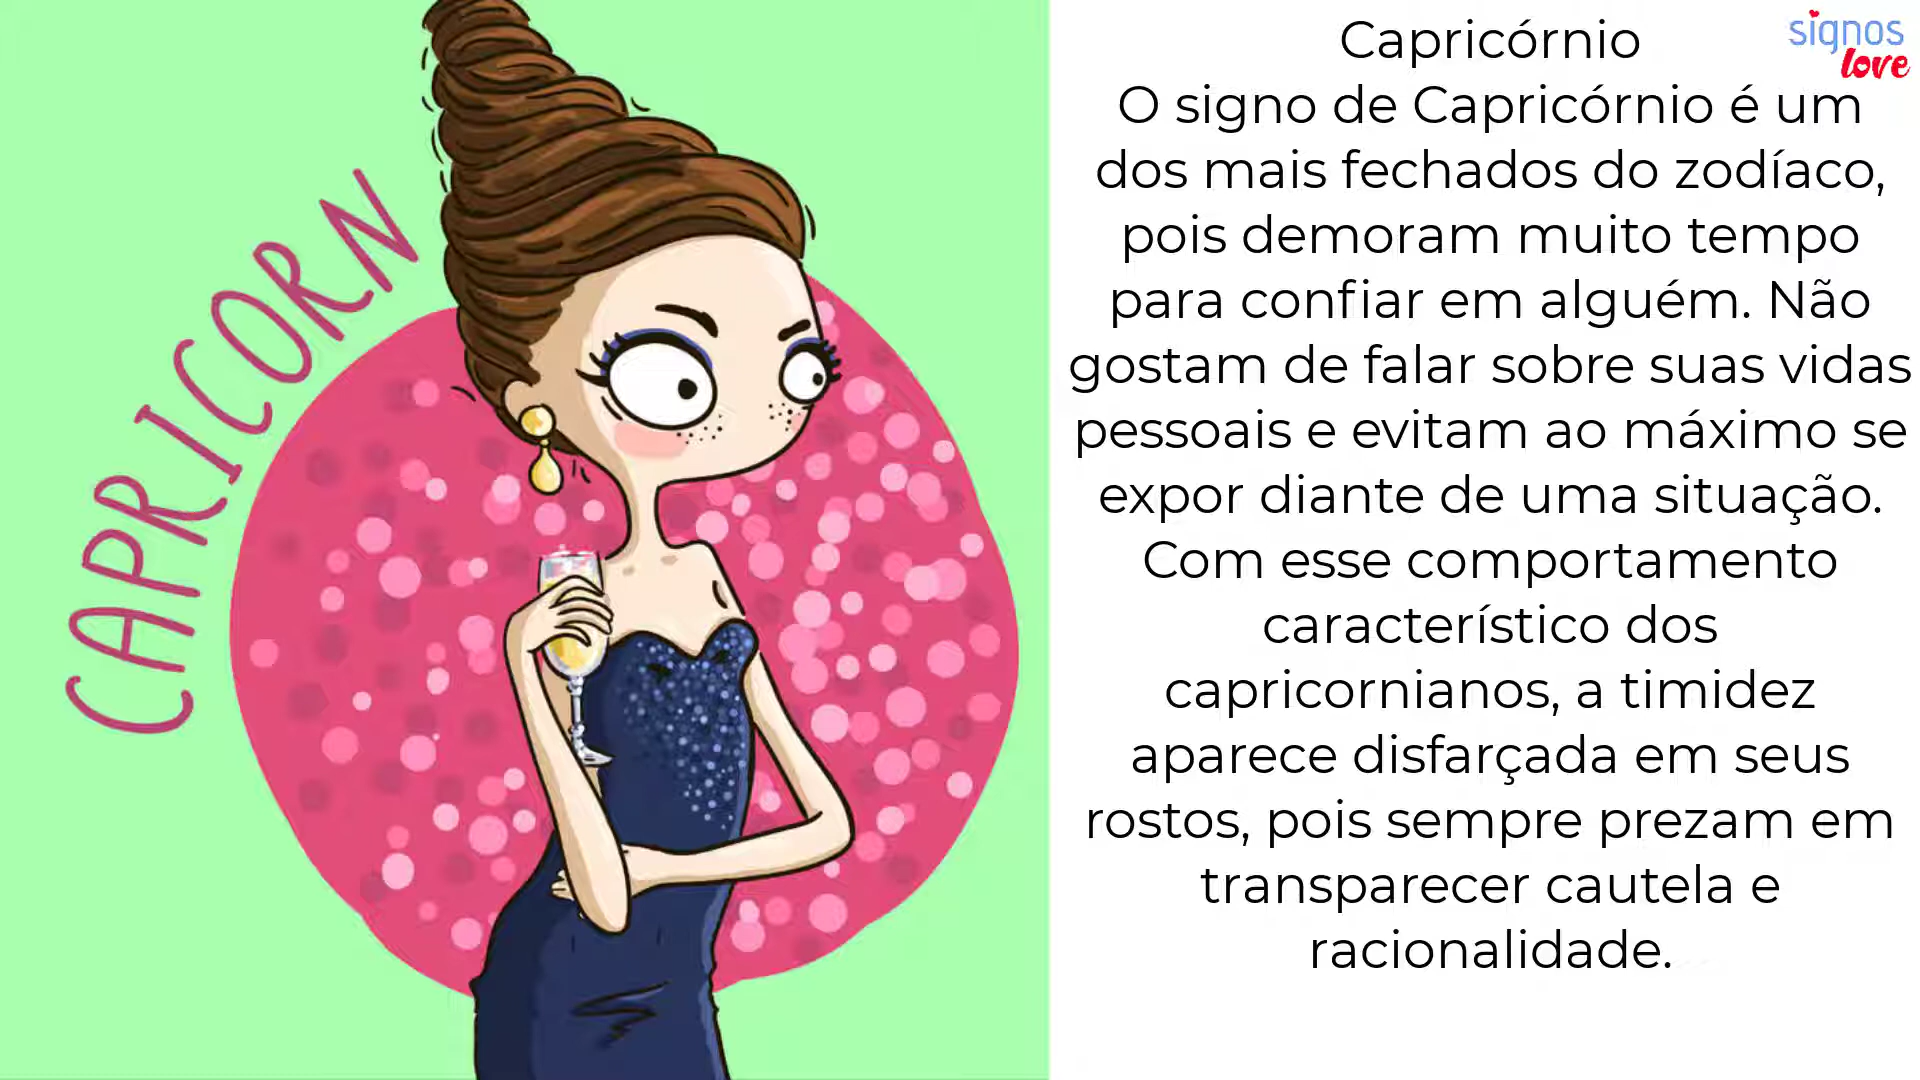 CAPRICORN
Capricórnio
O signo de Capricórnio é um
dos mais fechados do zodíaco,
pois demoram muito tempo
para confiar em alguém. Não
gostam de falar sobre suas vidas
pessoais e evitam ao máximo se
expor diante de uma situação.
Com esse comportamento
característico dos
capricornianos, a timidez
aparece disfarçada em seus
rostos, pois sempre prezam em
transparecer cautela e
racionalidade.
signos
love